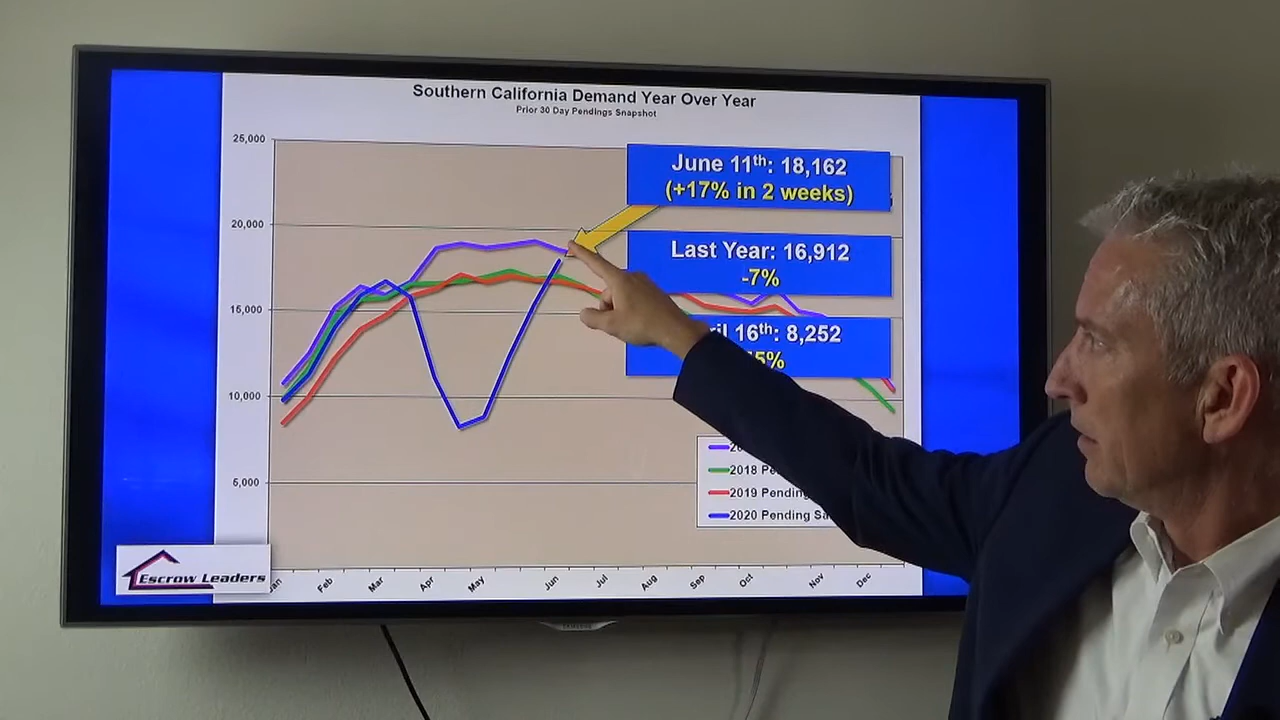 Southern California Demand Year Over Year
Prior 30 Day Pendings Snapshot
25,000
20,000
15,000
10,000
5,000
June 11th: 18,162
(+17% in 2 weeks)
Last Year: 16,912
-7%
16th: 8,252
2018
2019 Pending
2020 Pending
Escrow Leaders
Feb
Mar
Apr
May
Jun
Jul
Aug
Sep
Oct
Nov
Dec